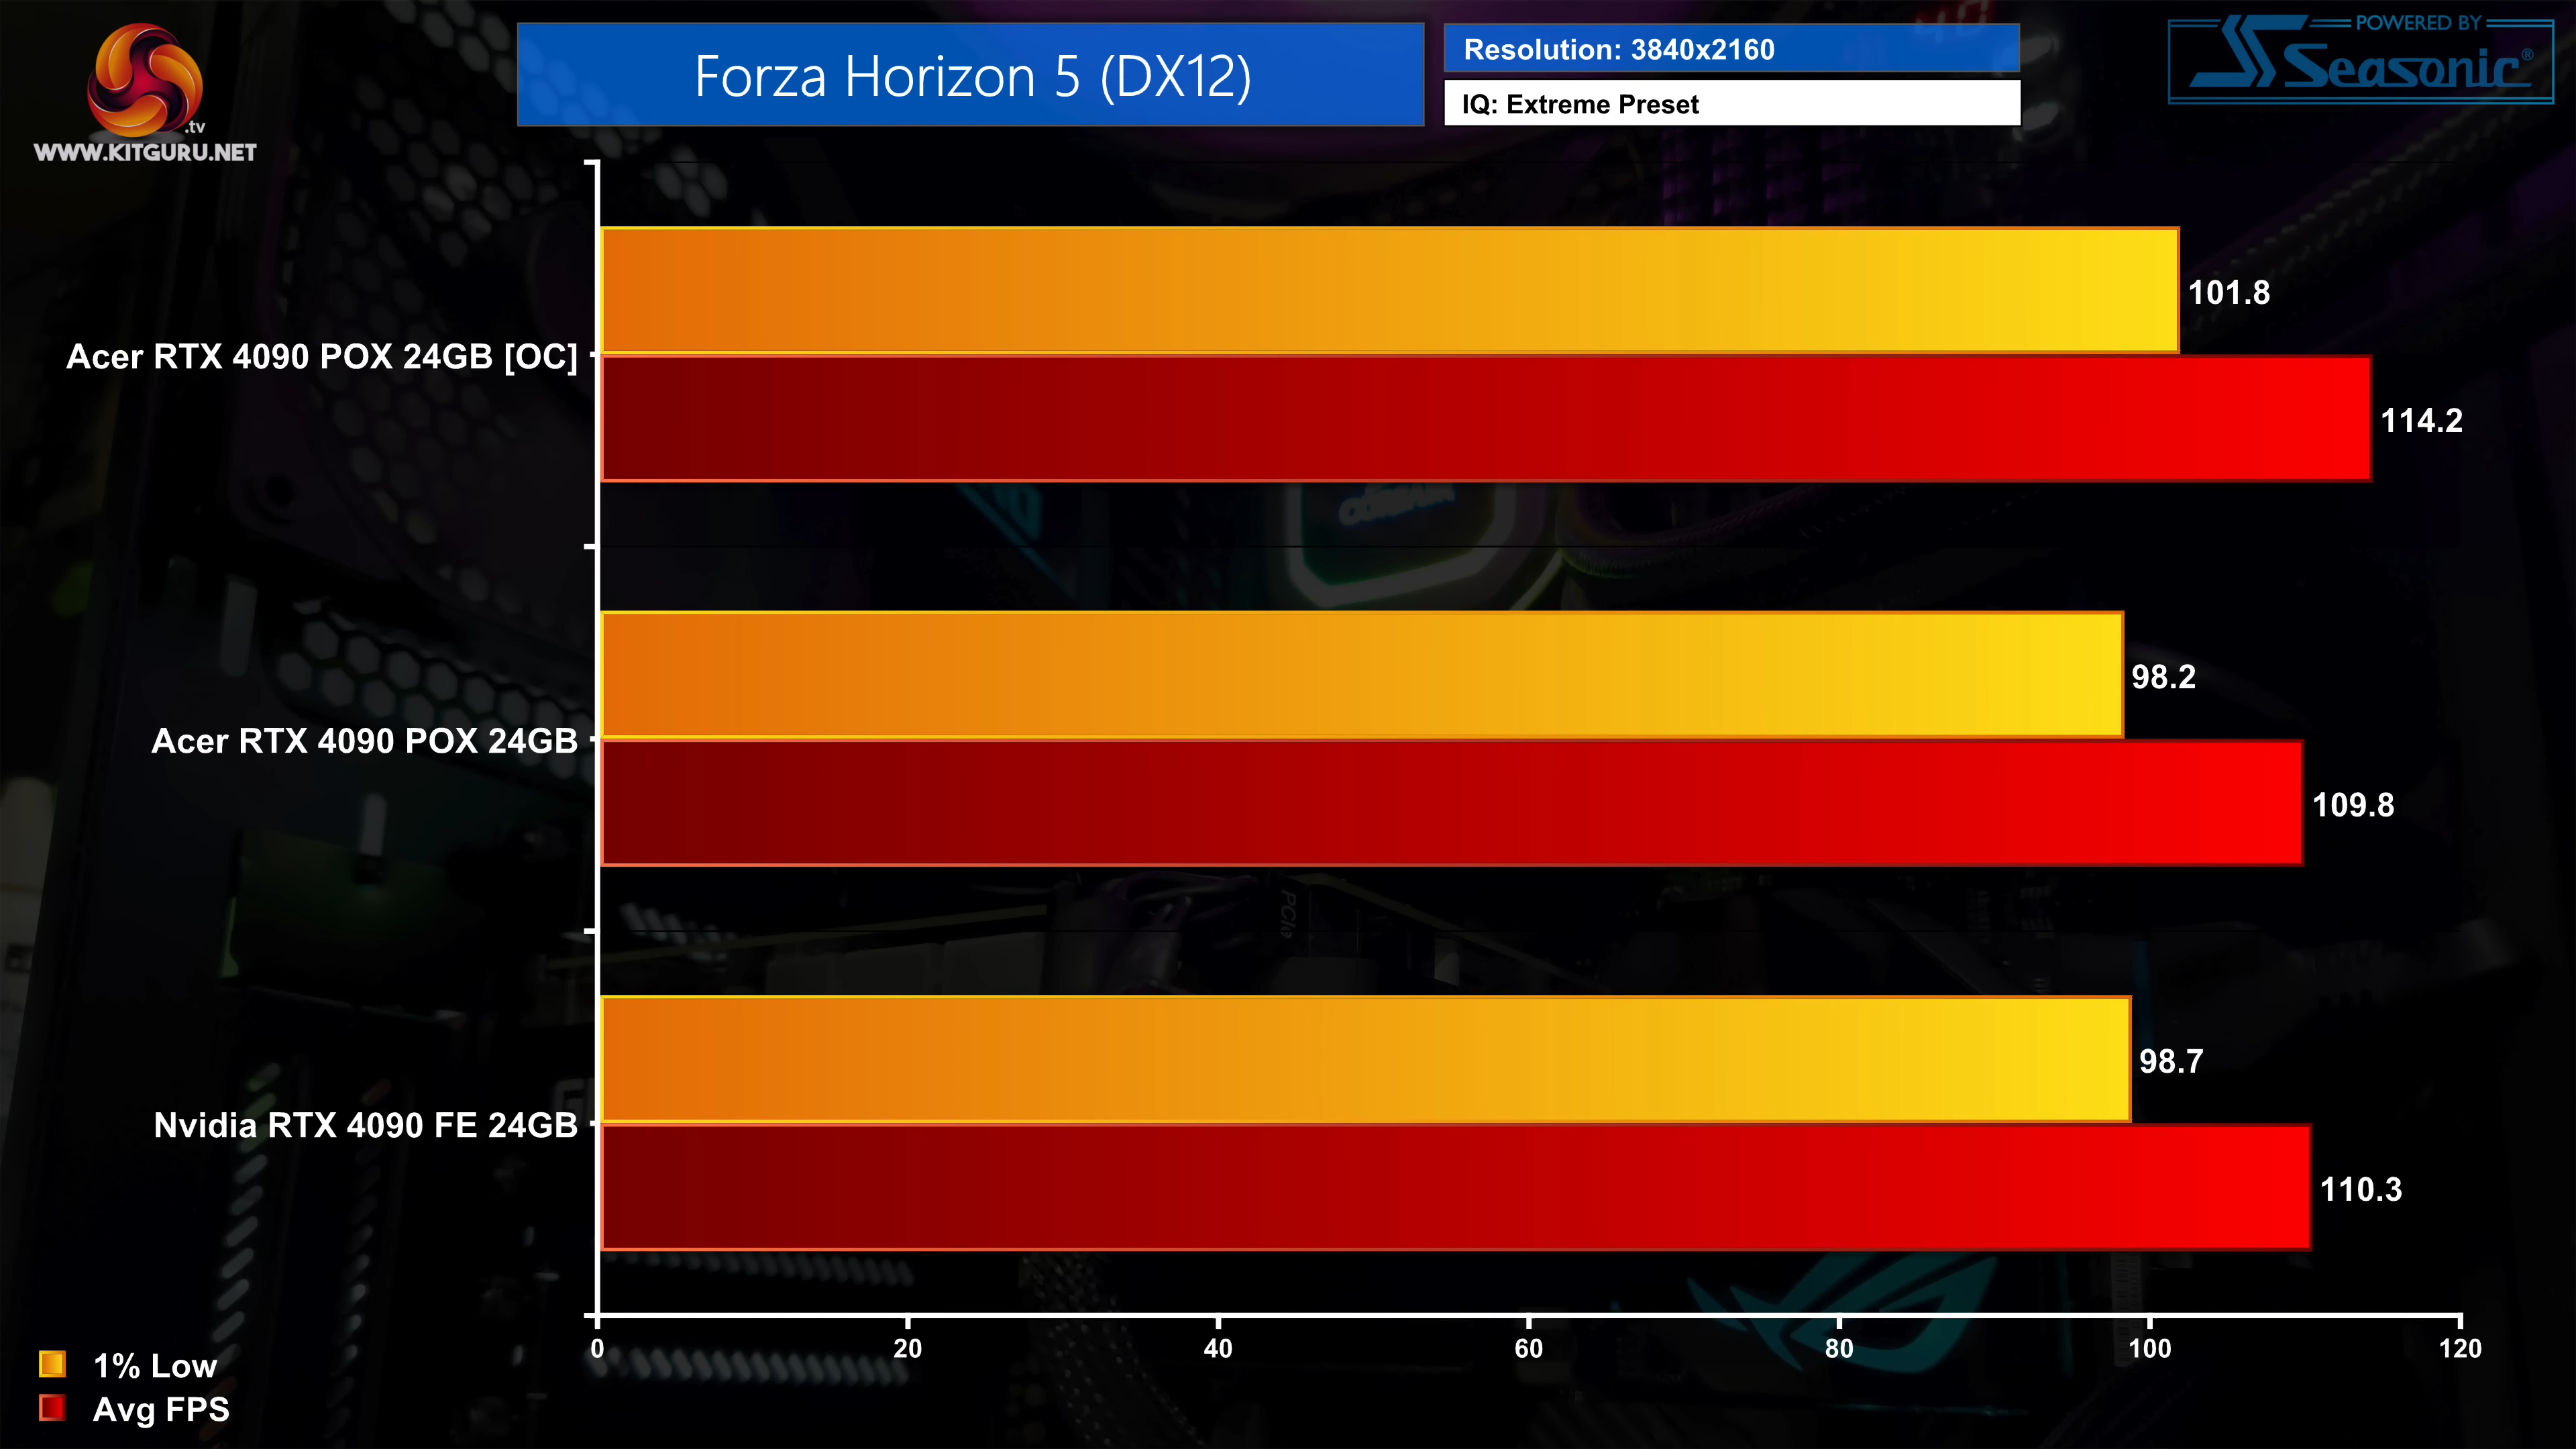 .tv
WWW.KITGURU.NET
Forza Horizon 5 (DX12)
Resolution: 3840x2160
IQ: Extreme Preset
POWERED BY
Seasonic®
Acer RTX 4090 POX 24GB [OC]
101.8
114.2
CORSAIR
Acer RTX 4090 POX 24GB
98.2
109.8
PCIe
Nvidia RTX 4090 FE 24GB
98.7
110.3
0 20 40 60 80 100 120
1% Low
Avg FPS